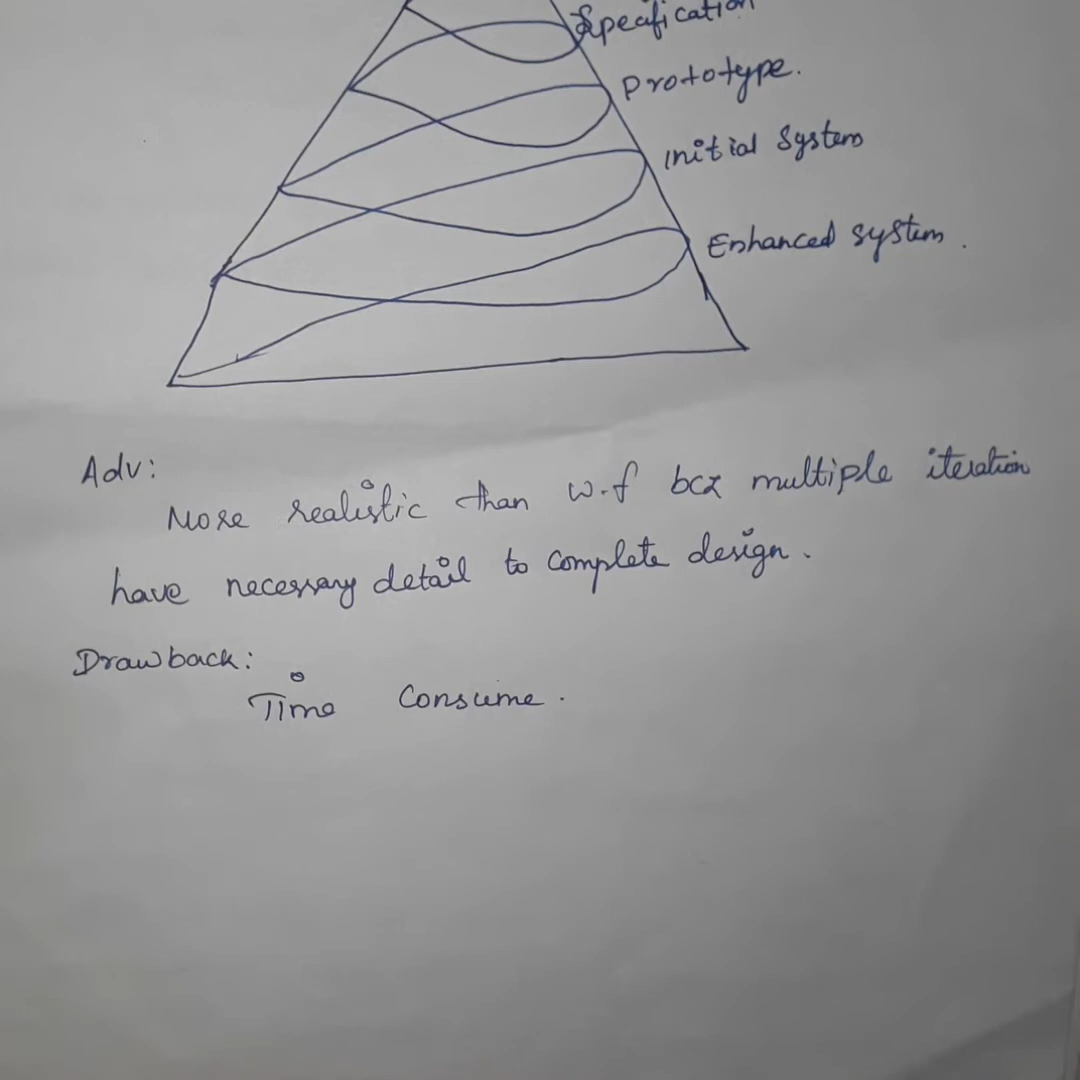 Specification
Prototype.
Initial System
Enhanced system.
Adv:
More realistic than w.f bcz multiple iteration
have necessary detail to complete design.
Drawback:
Time Consume.